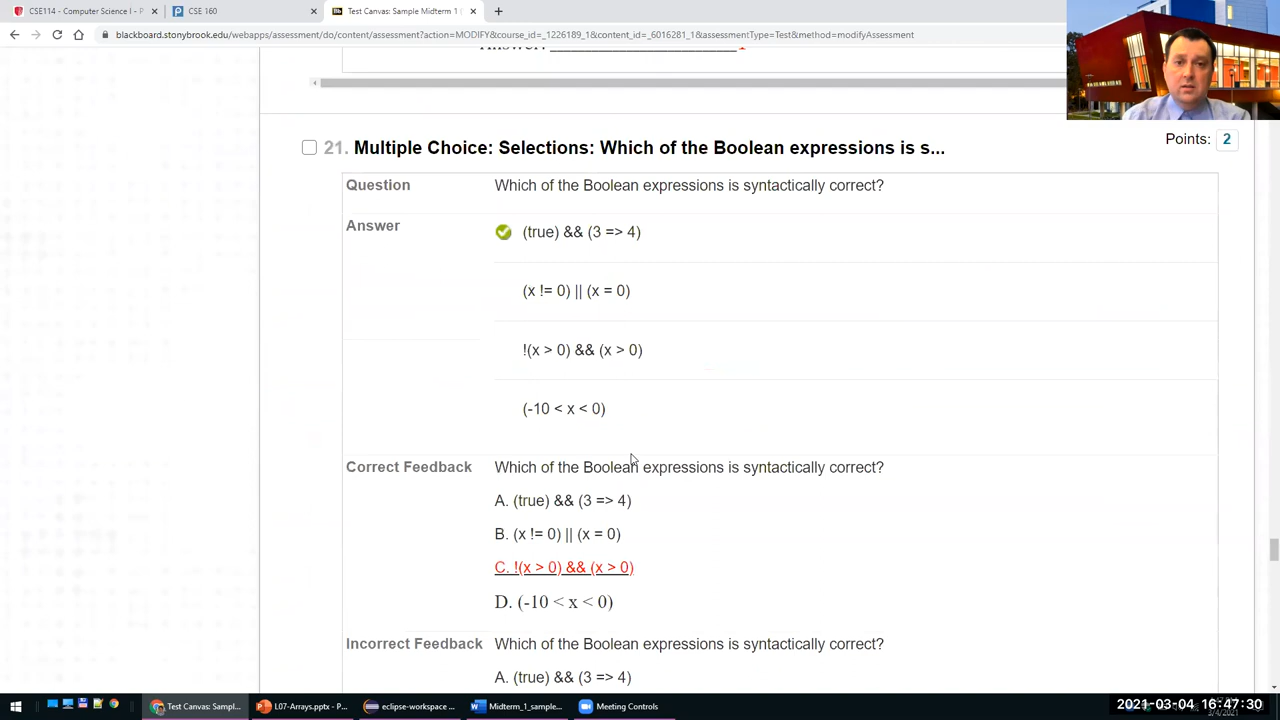 CSE114 - Computer Science I - P
CSE 160
Test Canvas: Sample Midterm 1 (
blackboard.stonybrook.edu/webapps/assessment/do/content/assessment?action=MODIFY&course_id=_1226189_1&content_id=_6016281_1&assessmentType=Test&method=modifyAssessment
Points: 2
21. Multiple Choice: Selections: Which of the Boolean expressions is s...
Question Which of the Boolean expressions is syntactically correct?
Answer (true) && (3 => 4)
(x != 0) || (x = 0)
!(x > 0) && (x > 0)
(-10 < x < 0)
Correct Feedback Which of the Boolean expressions is syntactically correct?
A. (true) && (3 => 4)
B. (x != 0) || (x = 0)
C. !(x > 0) && (x > 0)
D. (-10 < x < 0)
Incorrect Feedback Which of the Boolean expressions is syntactically correct?
A. (true) && (3 => 4)
Test Canvas: Sampl... L07-Arrays.pptx - P... eclipse-workspace ... Midterm_1_sample... Meeting Controls
2021-03-04 16:47:30